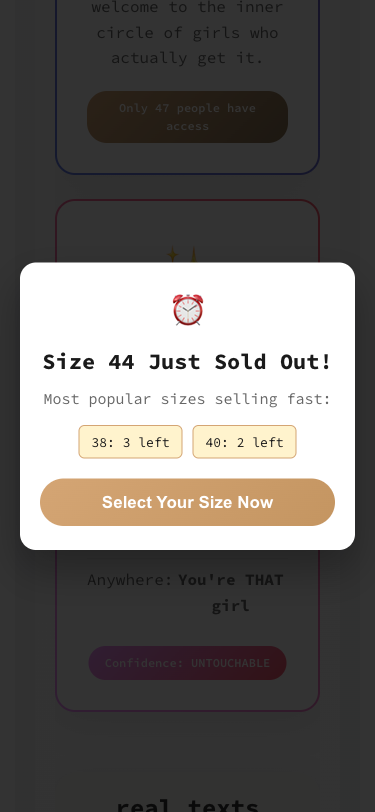 welcome to the inner
circle of girls who
actually get it.
Only 47 people have
access
Size 44 Just Sold Out!
Most popular sizes selling fast:
38: 3 left
40: 2 left
Select Your Size Now
Anywhere: You're THAT
girl
Confidence: UNTOUCHABLE
real texts